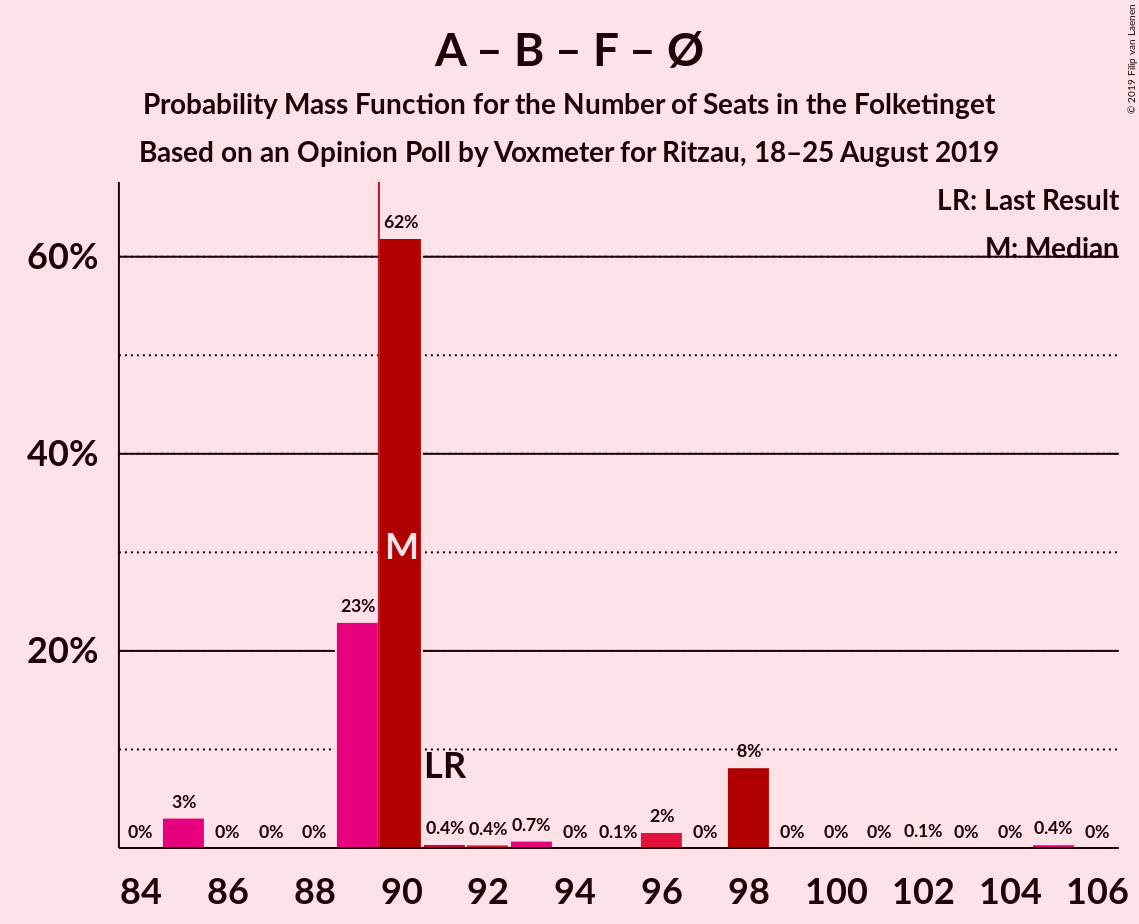 A – B – F – Ø
Probability Mass Function for the Number of Seats in the Folketinget
Based on an Opinion Poll by Voxmeter for Ritzau, 18–25 August 2019
© 2019 Filip van Laenen
LR: Last Result
M: Median
60%
40%
20%
0% 3% 0% 0% 0% 23% 62% 0.4% 0.4% 0.7% 0% 0.1% 2% 0% 8% 0% 0% 0% 0.1% 0% 0% 0.4% 0%
M
LR
84 86 88 90 92 94 96 98 100 102 104 106